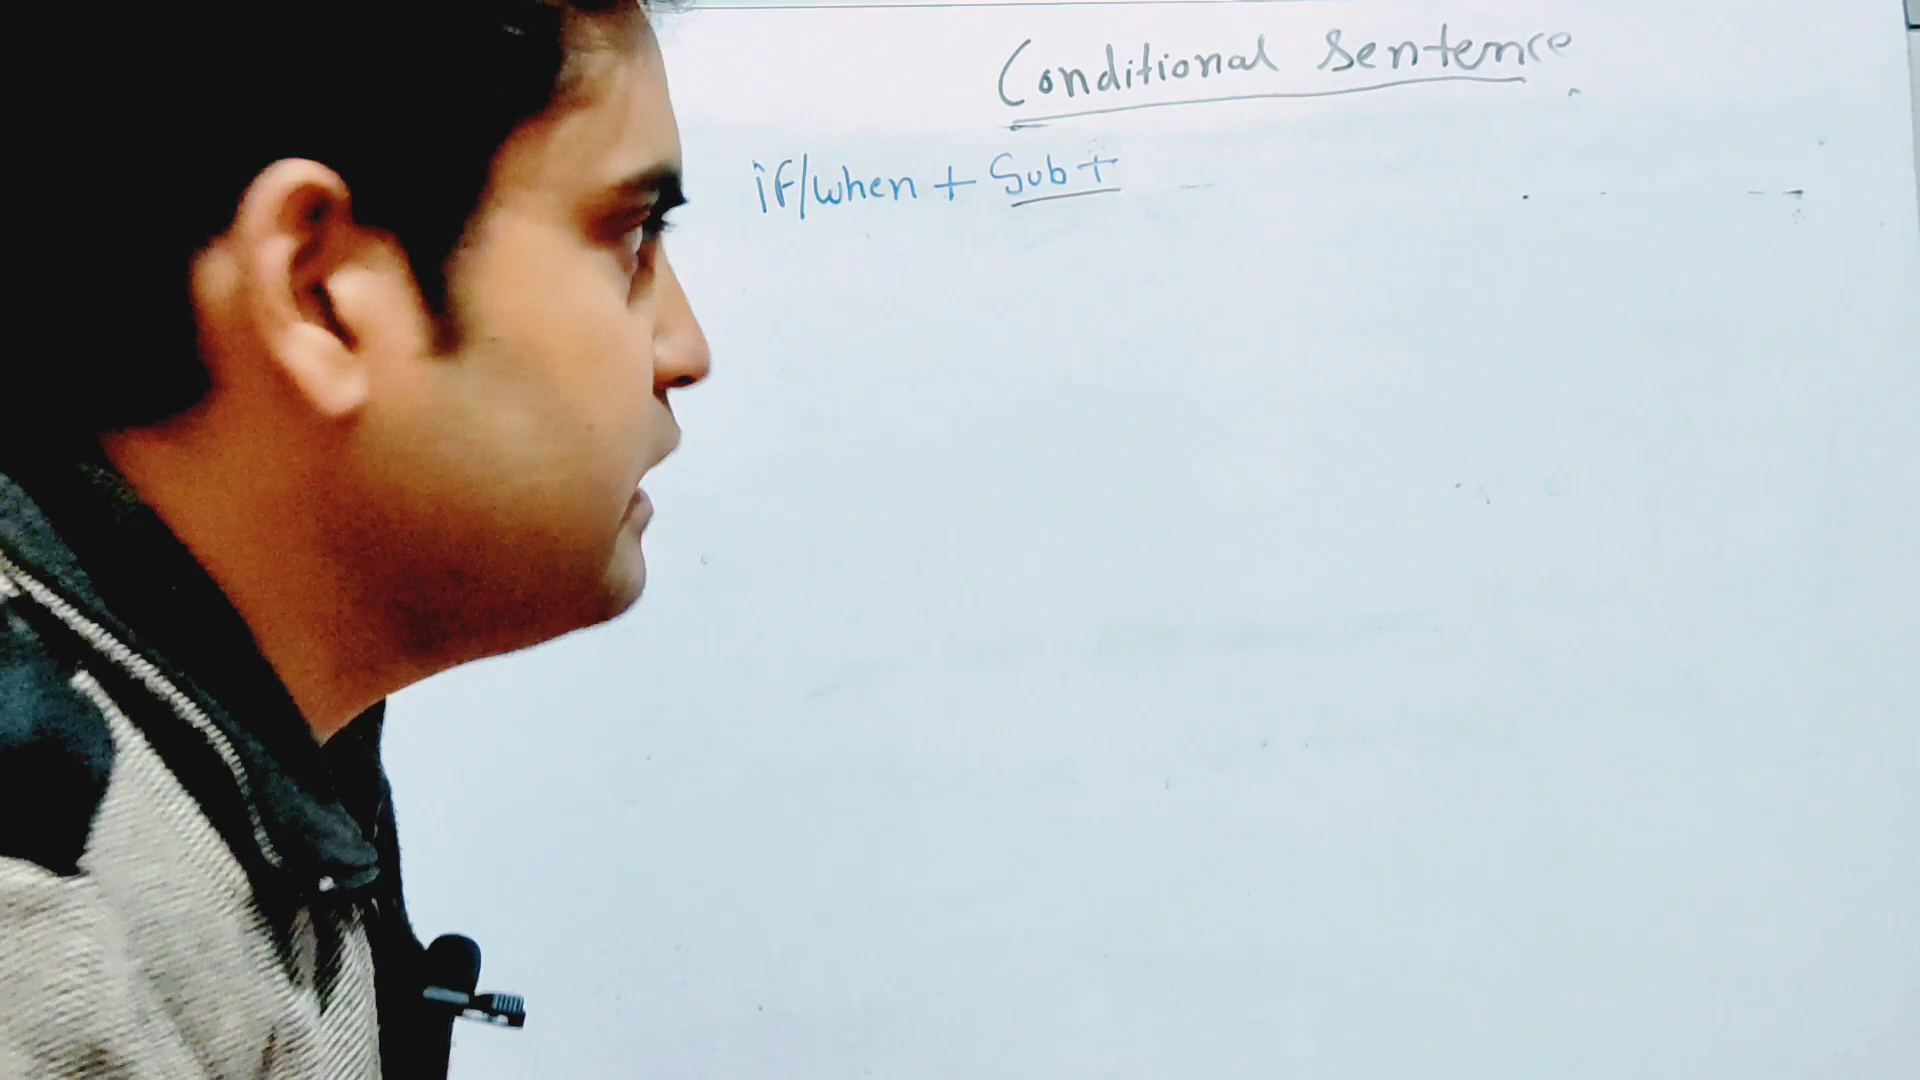 Conditional Sentence
if/when + Sub +